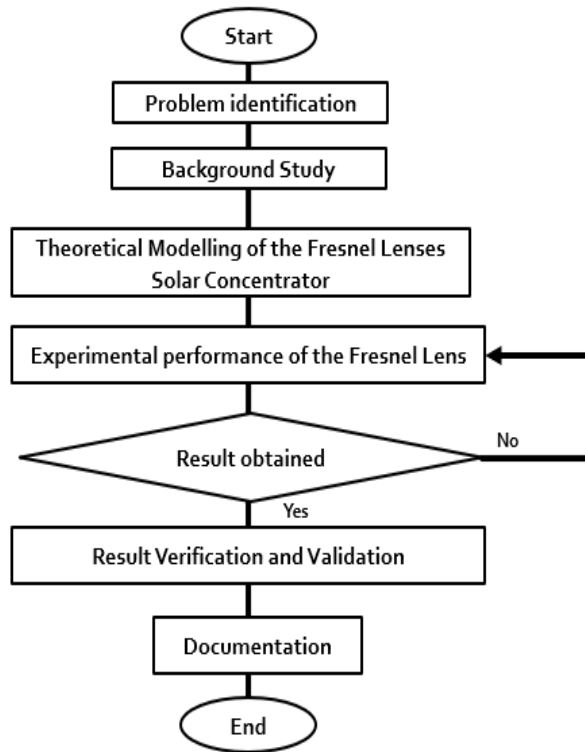 Start
Problem identification
Background Study
Theoretical Modelling of the Fresnel Lenses
Solar Concentrator
Experimental performance of the Fresnel Lens
Result obtained
No
Yes
Result Verification and Validation
Documentation
End